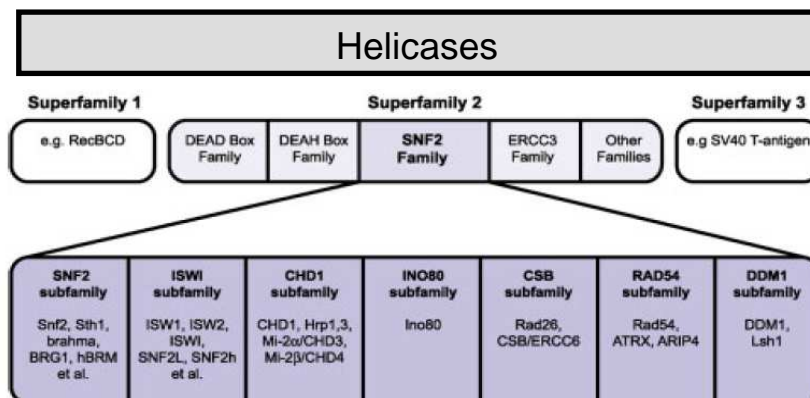 Helicases
Superfamily 1
Superfamily 2
Superfamily 3
e.g. RecBCD
DEAD Box
Family
DEAH Box
Family
SNF2
Family
ERCC3
Family
Other
Families
e.g SV40 T-antigen
SNF2
subfamily
Snf2, Sth1,
brahma,
BRG1, hBRM
et al.
ISWI
subfamily
ISW1, ISW2,
ISWI,
SNF2L, SNF2h
et al.
CHD1
subfamily
CHD1, Hrp1,3,
Mi-2α/CHD3,
Mi-2β/CHD4
INO80
subfamily
Ino80
CSB
subfamily
Rad26,
CSB/ERCC6
RAD54
subfamily
Rad54,
ATRX, ARIP4
DDM1
subfamily
DDM1,
Lsh1